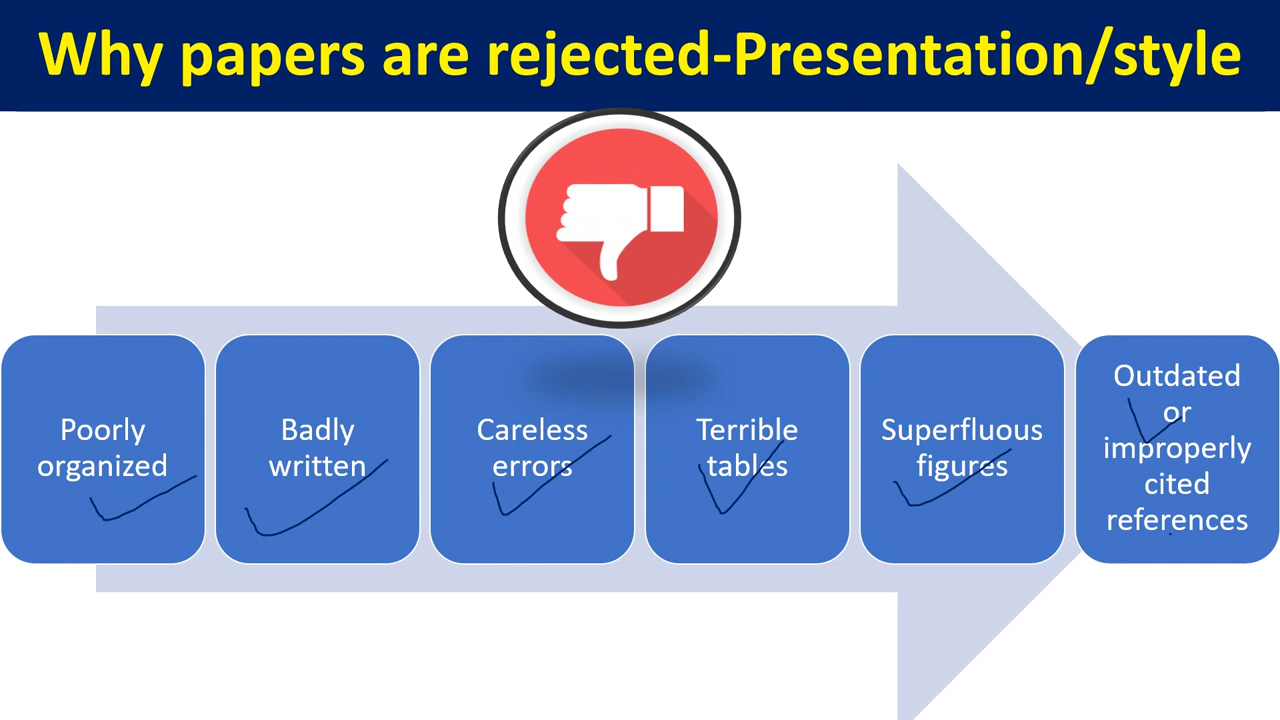 Why papers are rejected-Presentation/style
Poorly
organized
Badly
written
Careless
errors
Terrible
tables
Superfluous
figures
Outdated
or
improperly
cited
references